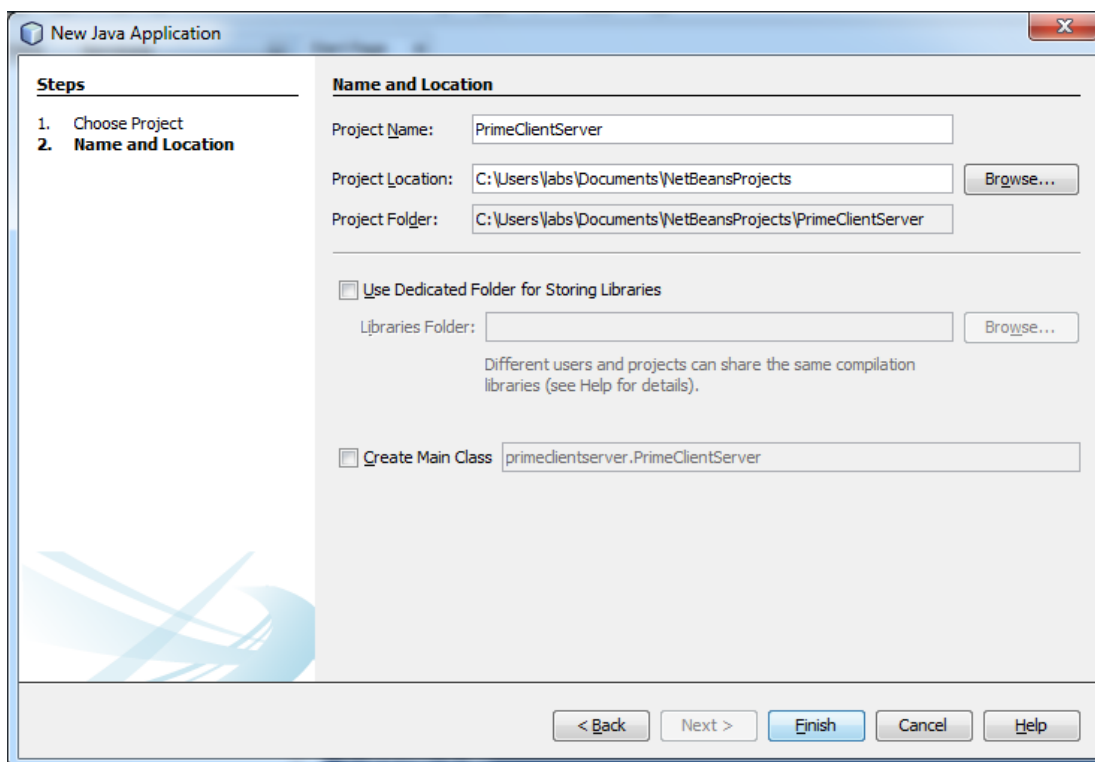 New Java Application
Steps
1. Choose Project
2. Name and Location
Name and Location
Project Name: PrimeClientServer
Project Location: C:\Users\labs\Documents\NetBeansProjects Browse...
Project Folder: C:\Users\labs\Documents\NetBeansProjects\PrimeClientServer
Use Dedicated Folder for Storing Libraries
Libraries Folder: Browse...
Different users and projects can share the same compilation
libraries (see Help for details).
Create Main Class primeclientserver.PrimeClientServer
< Back Next > Finish Cancel Help